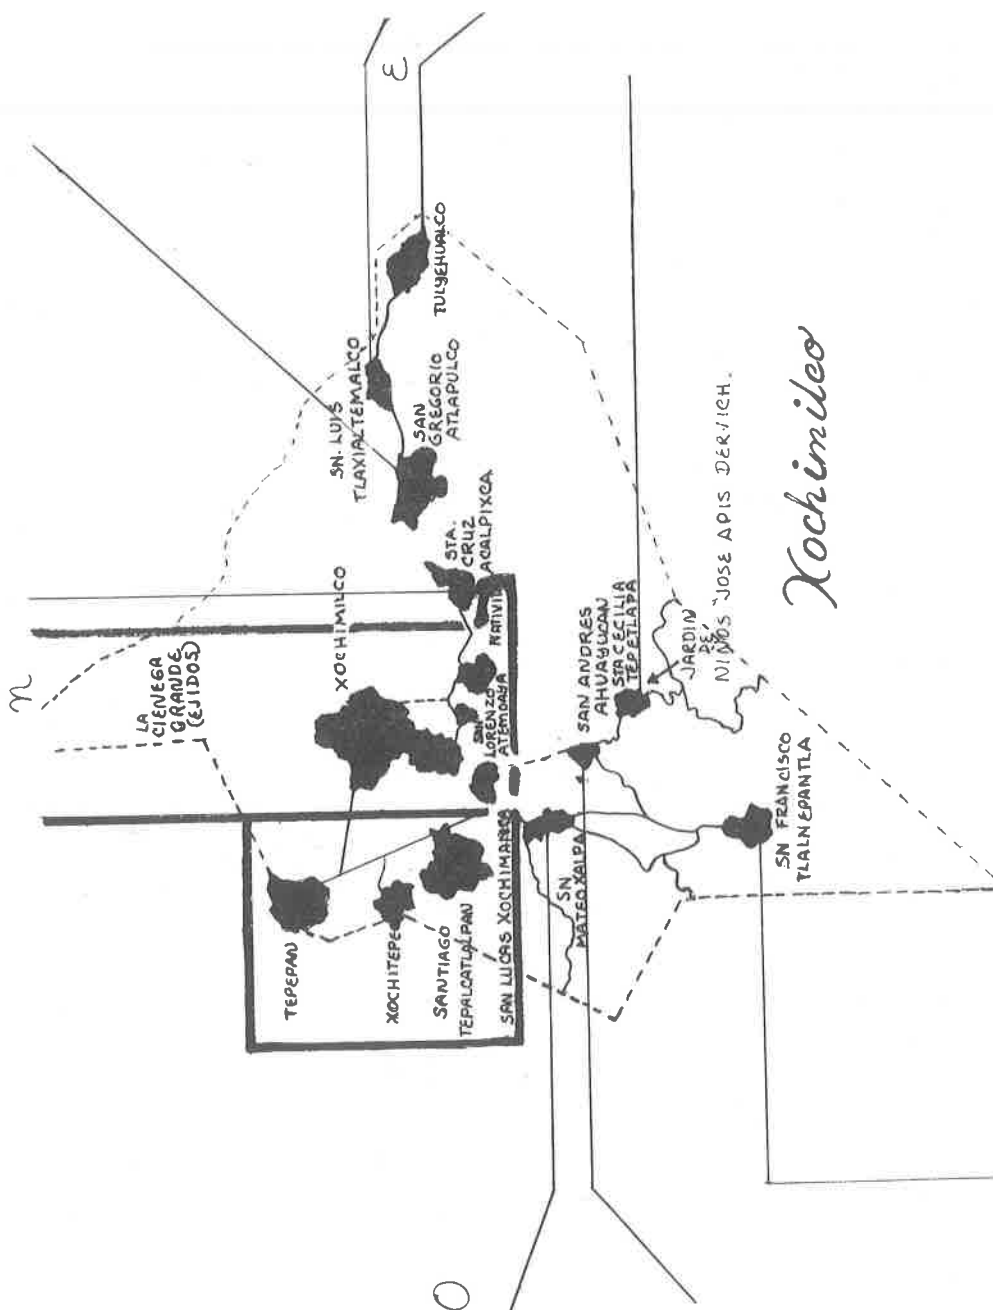 n
E
O
LA
CIENEGA
GRANDE
(EJIDOS)
XOCHIMILCO
SN. LUIS
TLAXIALTEMALCO
SAN
GREGORIO
ATLAPULCO
TULYEHUALCO
STA.
CRUZ
ACALPIXCA
NATIVID
SAN
LORENZO
ATEMOAYA
TEPEPAN
XOCHITEPEC
SANTIAGO
TEPALCATLALPAN
SAN LUCAS XOCHIMANCA
SN
MATEO XALPA
SAN ANDRES
AHUAYUCAN
STA CECILIA
TEPETLAPA
JARDIN
DE
NIÑOS "JOSE APIS DERVICH.
SN FRANCISCO
TLALNEPANTLA
Xochimilco